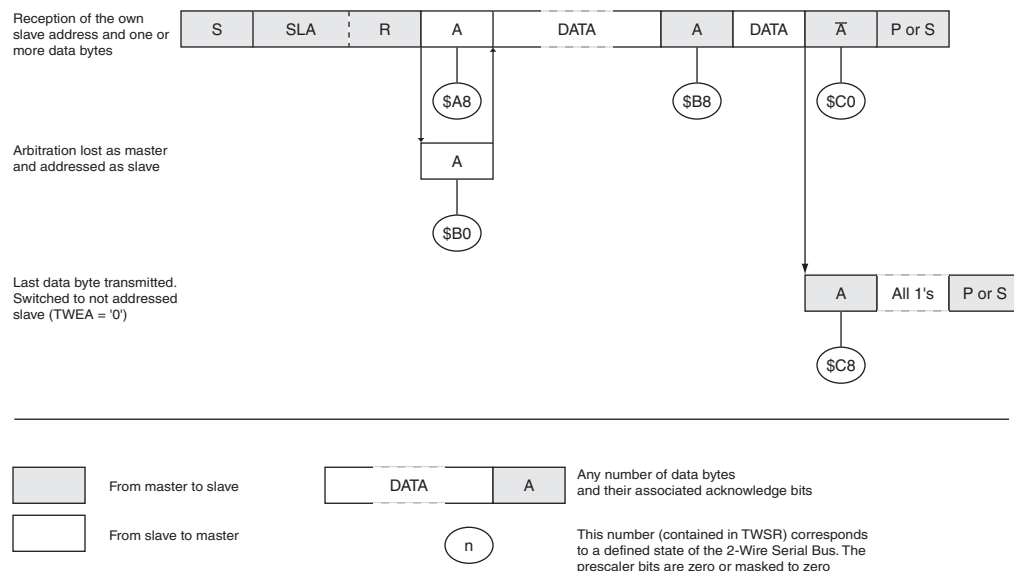 Reception of the own
slave address and one or
more data bytes
S SLA R A DATA A DATA A̅ P or S
$A8 $B8 $C0
Arbitration lost as master
and addressed as slave
A
$B0
Last data byte transmitted.
Switched to not addressed
slave (TWEA = '0')
A All 1's P or S
$C8
From master to slave
DATA A
Any number of data bytes
and their associated acknowledge bits
From slave to master
n
This number (contained in TWSR) corresponds
to a defined state of the 2-Wire Serial Bus. The
prescaler bits are zero or masked to zero